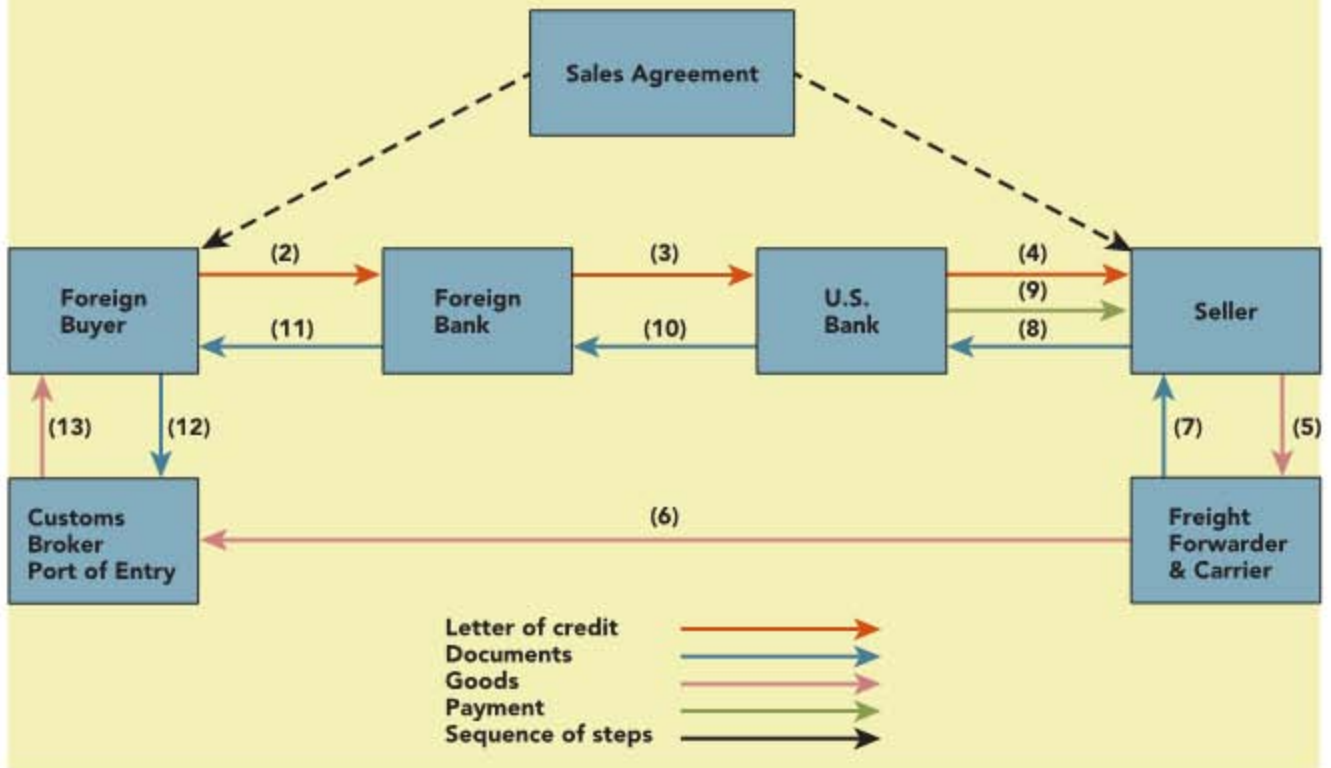 Sales Agreement
(2)
(3)
(4)
(9)
Foreign
Buyer
Foreign
Bank
U.S.
Bank
Seller
(11)
(10)
(8)
(13)
(12)
(7)
(5)
Customs
Broker
Port of Entry
(6)
Freight
Forwarder
& Carrier
Letter of credit
Documents
Goods
Payment
Sequence of steps